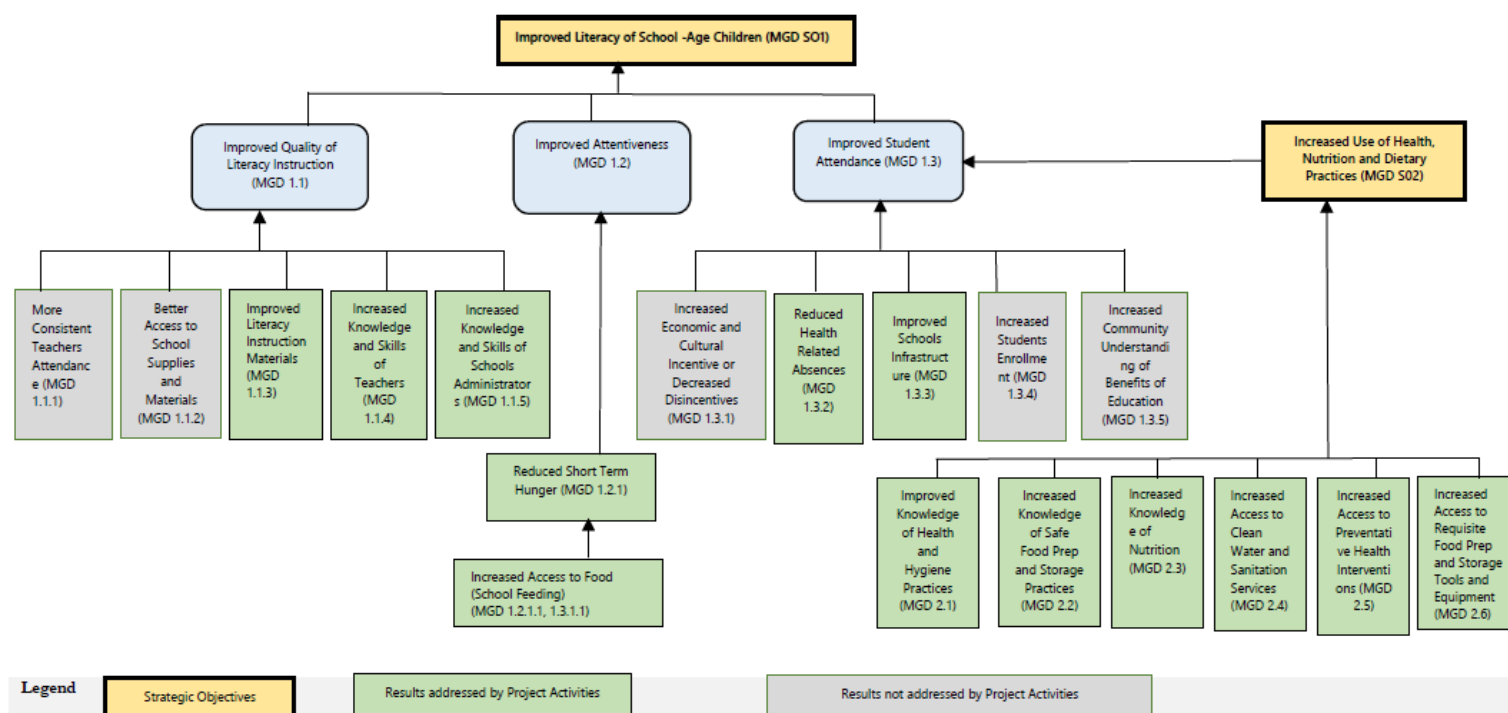 Improved Literacy of School -Age Children (MGD SO1)
Improved Quality of
Literacy Instruction
(MGD 1.1)
Improved Attentiveness
(MGD 1.2)
Improved Student
Attendance (MGD 1.3)
Increased Use of Health,
Nutrition and Dietary
Practices (MGD S02)
More
Consistent
Teachers
Attendanc
e (MGD
1.1.1)
Better
Access to
School
Supplies
and
Materials
(MGD 1.1.2)
Improved
Literacy
Instruction
Materials
(MGD
1.1.3)
Increased
Knowledge
and Skills
of
Teachers
(MGD
1.1.4)
Increased
Knowledge
and Skills of
Schools
Administrator
s (MGD 1.1.5)
Increased
Economic and
Cultural
Incentive or
Decreased
Disincentives
(MGD 1.3.1)
Reduced
Health
Related
Absences
(MGD
1.3.2)
Improved
Schools
Infrastruct
ure (MGD
1.3.3)
Increased
Students
Enrollme
nt (MGD
1.3.4)
Increased
Community
Understandi
ng of
Benefits of
Education
(MGD 1.3.5)
Reduced Short Term
Hunger (MGD 1.2.1)
Increased Access to Food
(School Feeding)
(MGD 1.2.1.1, 1.3.1.1)
Improved
Knowledge
of Health
and
Hygiene
Practices
(MGD 2.1)
Increased
Knowledge
of Safe
Food Prep
and Storage
Practices
(MGD 2.2)
Increased
Knowledg
e of
Nutrition
(MGD 2.3)
Increased
Access to
Clean
Water and
Sanitation
Services
(MGD 2.4)
Increased
Access to
Preventati
ve Health
Interventi
ons (MGD
2.5)
Increased
Access to
Requisite
Food Prep
and Storage
Tools and
Equipment
(MGD 2.6)
Legend
Strategic Objectives
Results addressed by Project Activities
Results not addressed by Project Activities